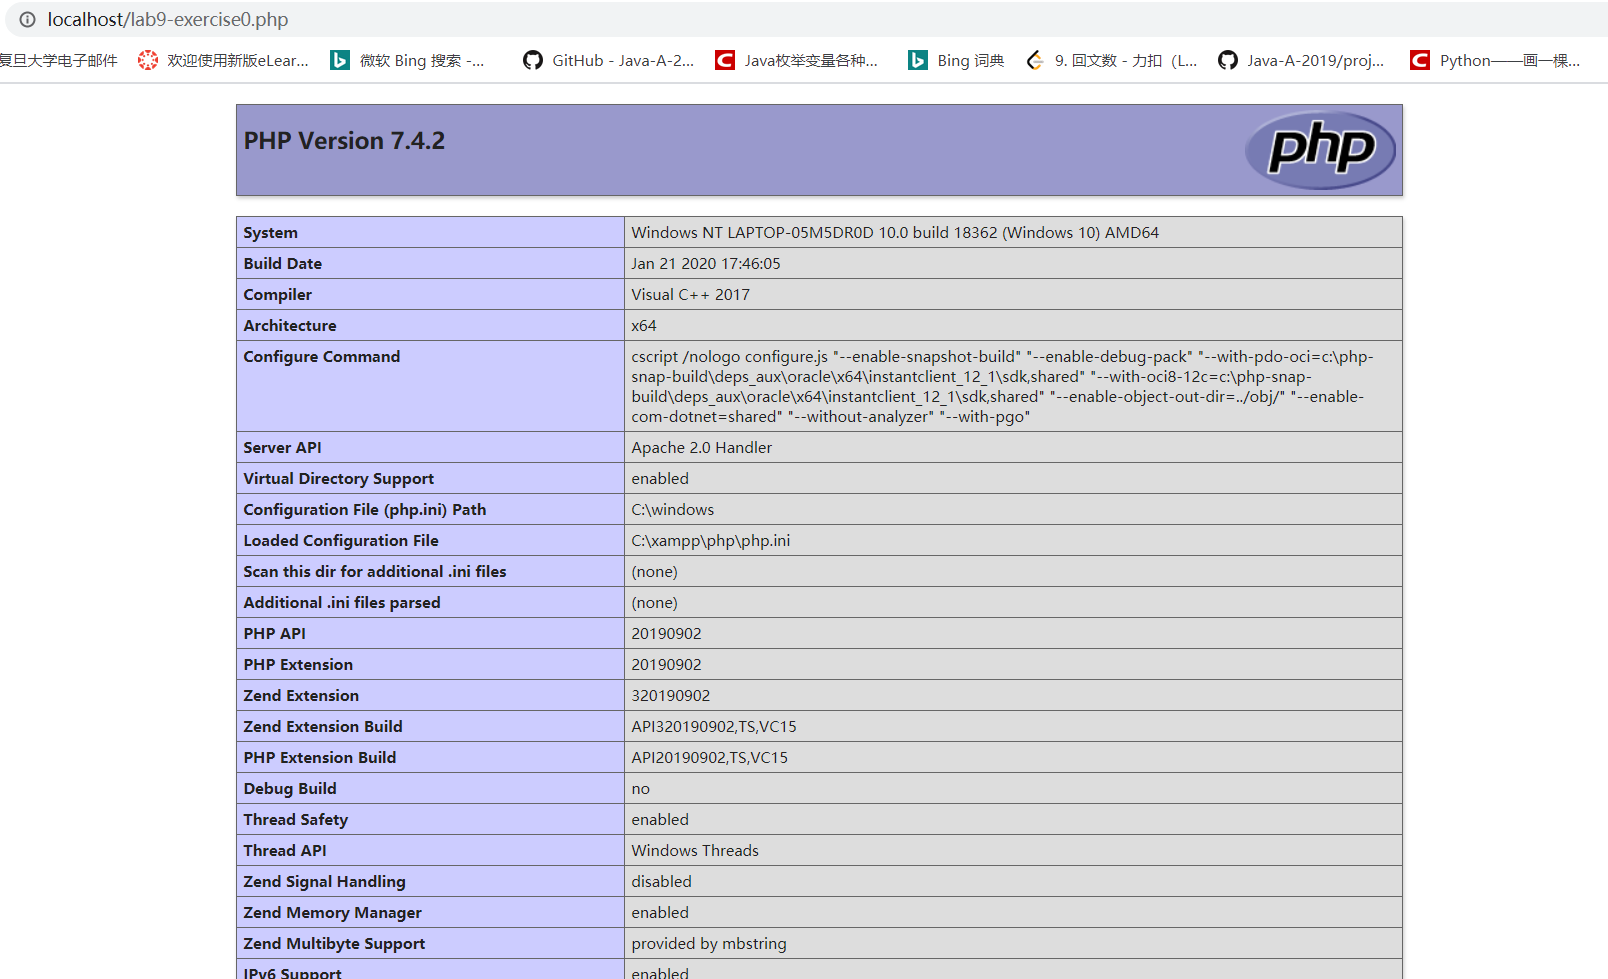 localhost/lab9-exercise0.php
复旦大学电子邮件 欢迎使用新版eLear... 微软 Bing 搜索 -... GitHub - Java-A-2... Java枚举变量各种... Bing 词典 9. 回文数 - 力扣（L... Java-A-2019/proj... Python——画一棵...
PHP Version 7.4.2
php
System Windows NT LAPTOP-05M5DR0D 10.0 build 18362 (Windows 10) AMD64
Build Date Jan 21 2020 17:46:05
Compiler Visual C++ 2017
Architecture x64
Configure Command cscript /nologo configure.js "--enable-snapshot-build" "--enable-debug-pack" "--with-pdo-oci=c:\php-
snap-build\deps_aux\oracle\x64\instantclient_12_1\sdk,shared" "--with-oci8-12c=c:\php-snap-
build\deps_aux\oracle\x64\instantclient_12_1\sdk,shared" "--enable-object-out-dir=../obj/" "--enable-
com-dotnet=shared" "--without-analyzer" "--with-pgo"
Server API Apache 2.0 Handler
Virtual Directory Support enabled
Configuration File (php.ini) Path C:\windows
Loaded Configuration File C:\xampp\php\php.ini
Scan this dir for additional .ini files (none)
Additional .ini files parsed (none)
PHP API 20190902
PHP Extension 20190902
Zend Extension 320190902
Zend Extension Build API320190902,TS,VC15
PHP Extension Build API20190902,TS,VC15
Debug Build no
Thread Safety enabled
Thread API Windows Threads
Zend Signal Handling disabled
Zend Memory Manager enabled
Zend Multibyte Support provided by mbstring
IPv6 Support enabled